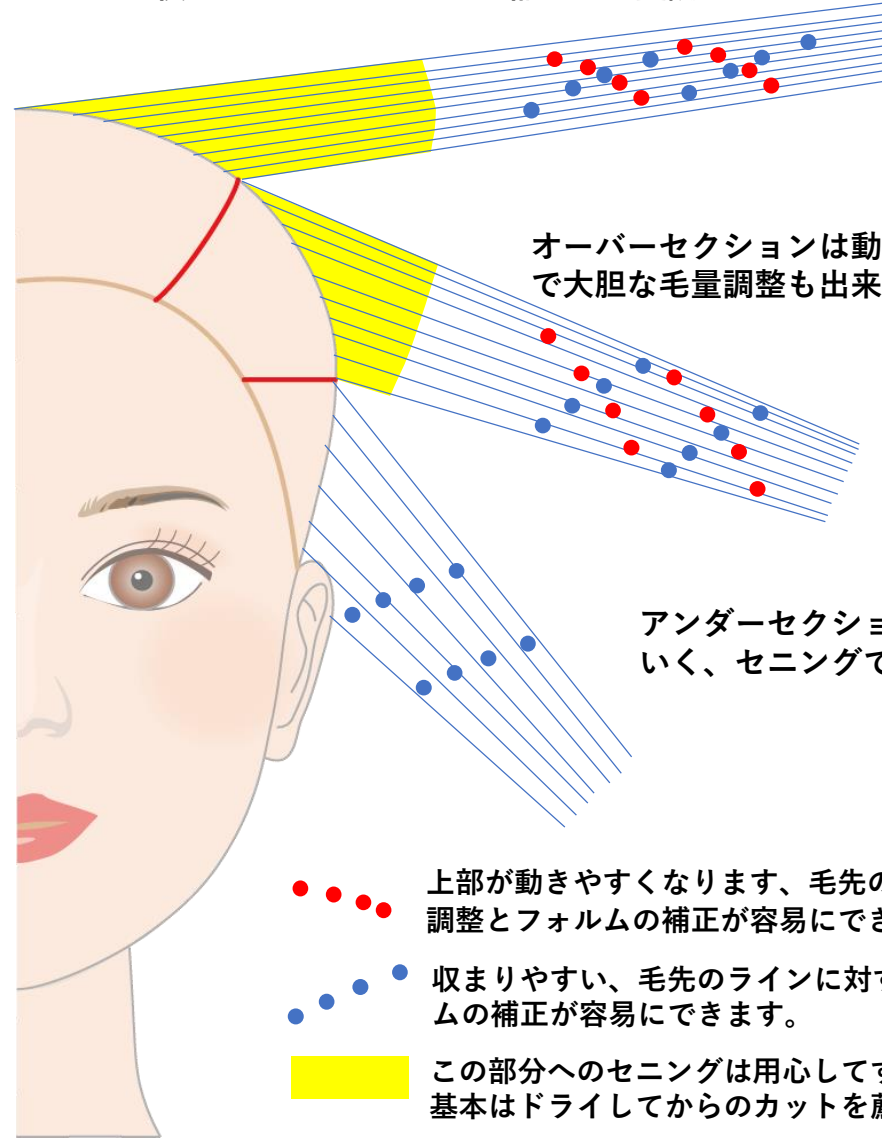 オーバーセクションは動
で大胆な毛量調整も出来
アンダーセクショ
いく、セニングで
上部が動きやすくなります、毛先の
調整とフォルムの補正が容易にでき
収まりやすい、毛先のラインに対す
ムの補正が容易にできます。
この部分へのセニングは用心してす
基本はドライしてからのカットを薦